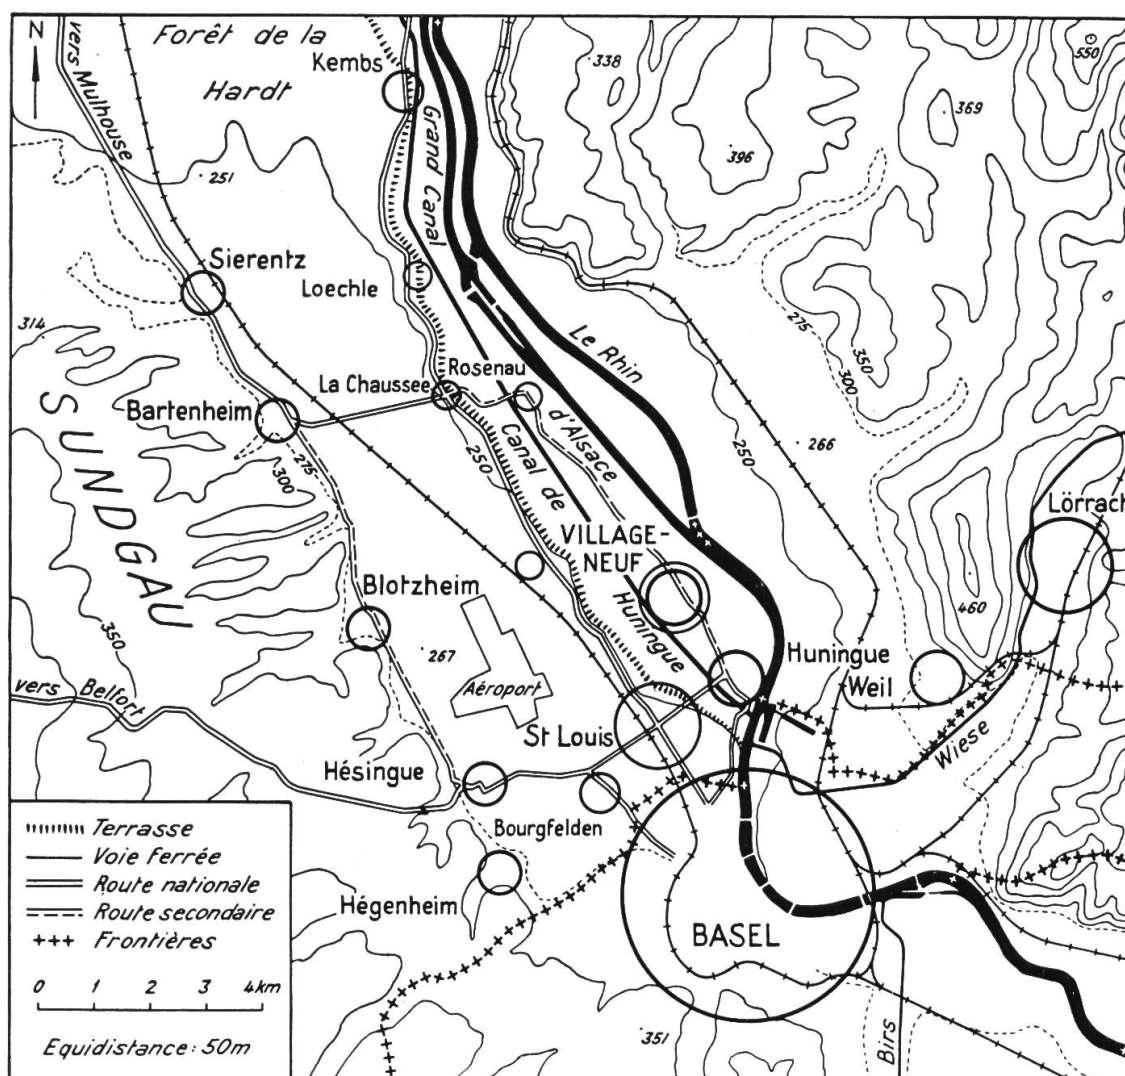 N
vers Mulhouse
Forêt de la
Hardt
Kembs
Grand Canal
338
396
369
550
251
Sierentz
Loechle
314
Le Rhin
275
350
300
La Chaussee
Rosenau
d'Alsace
SUNDGAU
Bartenheim
275
300
250
Canal de
Huningue
250
266
Lörrach
VILLAGE-
NEUF
460
Blotzheim
350
267
Aéroport
Huningue
Weil
vers Belfort
St Louis
Wiese
Hésingue
Bourgfelden
Hégenheim
BASEL
351
Birs
Terrasse
Voie ferrée
Route nationale
Route secondaire
Frontières
0 1 2 3 4 km
Equidistance: 50m